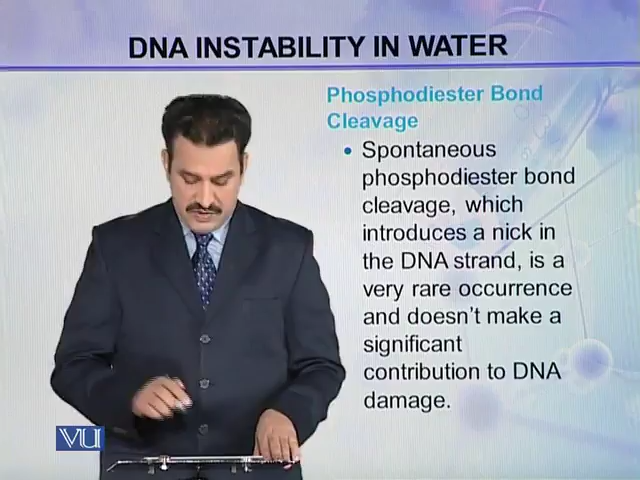 DNA INSTABILITY IN WATER
Phosphodiester Bond
Cleavage
• Spontaneous
phosphodiester bond
cleavage, which
introduces a nick in
the DNA strand, is a
very rare occurrence
and doesn't make a
significant
contribution to DNA
damage.
VU